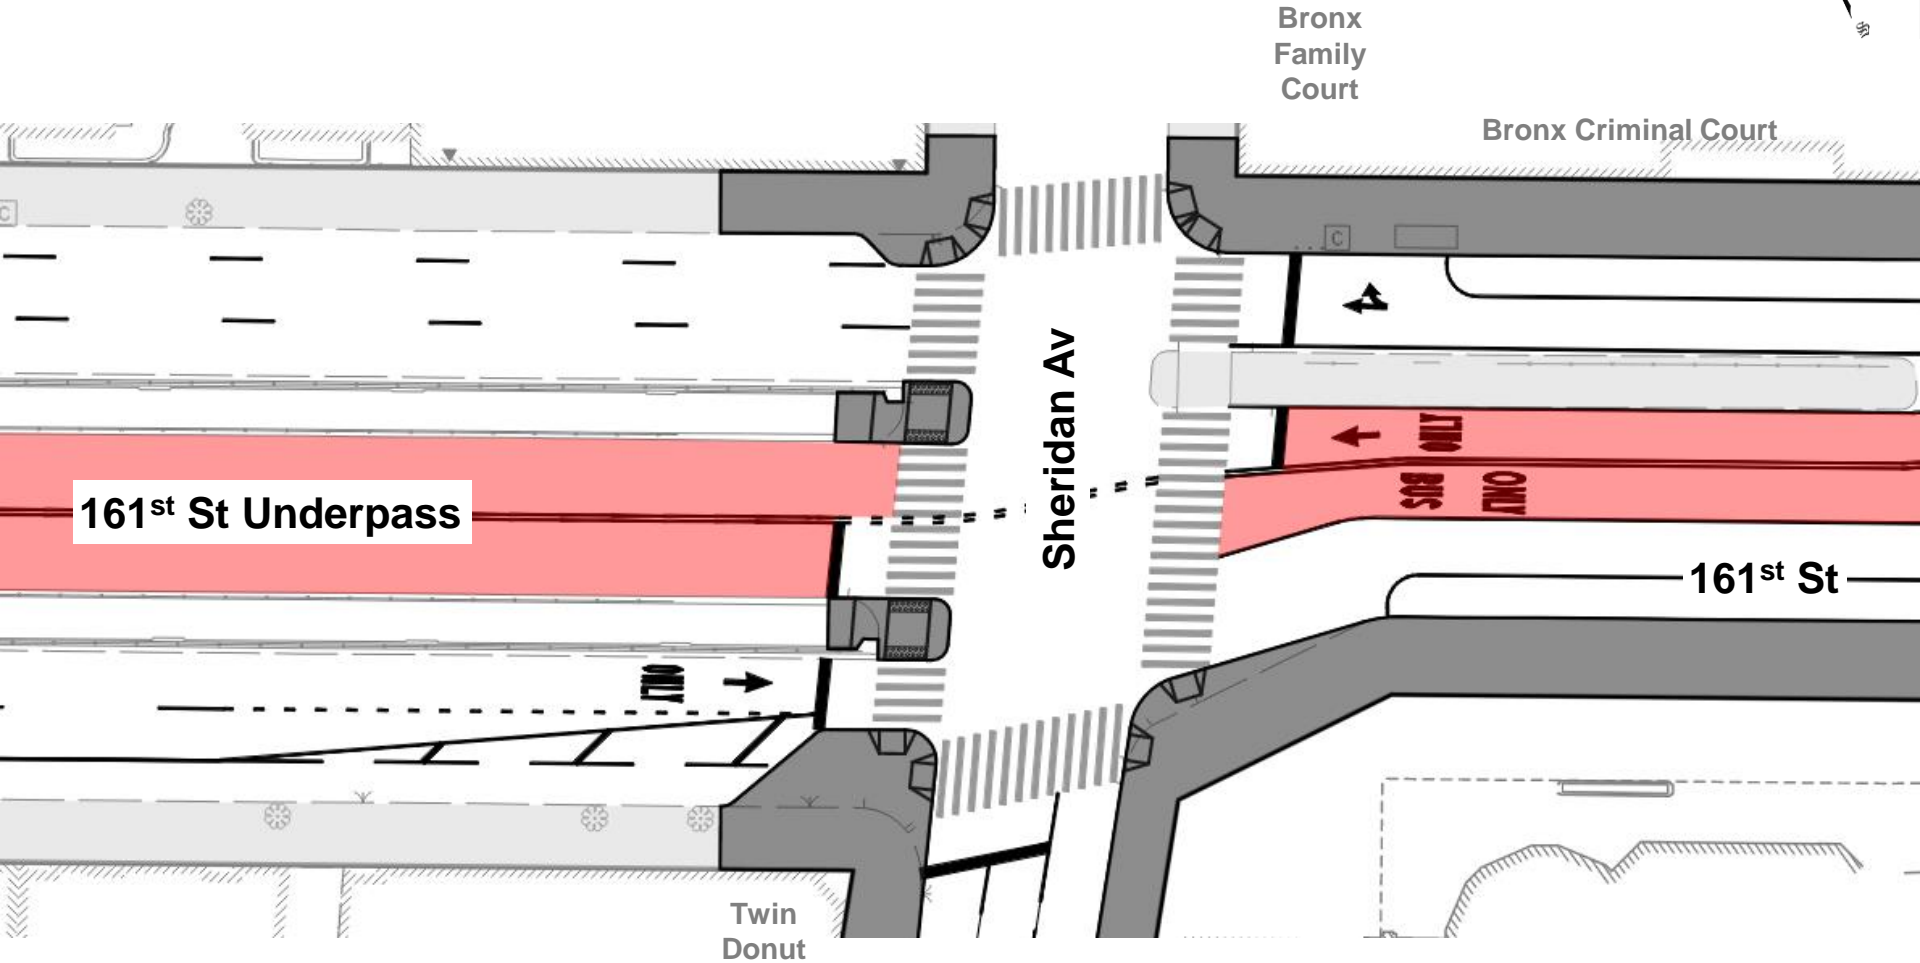 Bronx
Family
Court
Bronx Criminal Court
C
C
Sheridan Av
ONLY
BUS
ONLY
161st St Underpass
161st St
ONLY
Twin
Donut